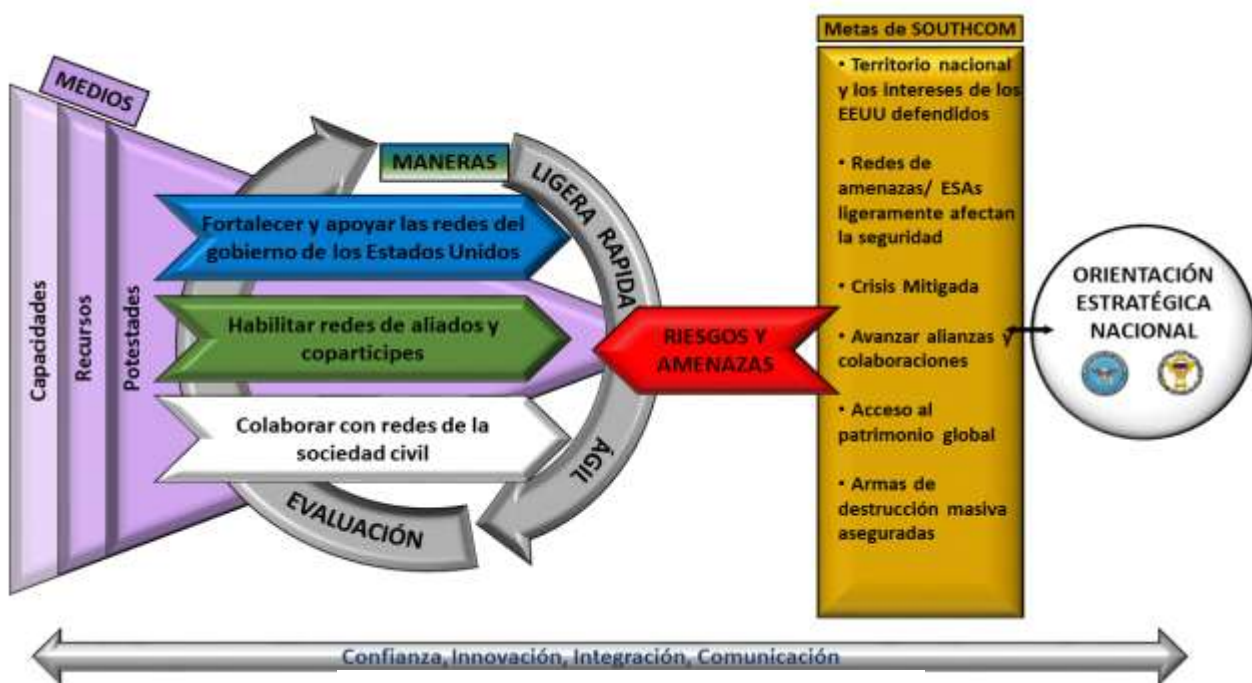 MEDIOS
Capacidades
Recursos
Potestades
MANERAS
Fortalecer y apoyar las redes del
gobierno de los Estados Unidos
Habilitar redes de aliados y
coparticipes
Colaborar con redes de la
sociedad civil
LIGERA RAPIDA
ÁGIL
EVALUACIÓN
RIESGOS Y
AMENAZAS
Metas de SOUTHCOM
• Territorio nacional
y los intereses de los
EEUU defendidos
• Redes de
amenazas/ ESAs
ligeramente afectan
la seguridad
• Crisis Mitigada
• Avanzar alianzas y
colaboraciones
• Acceso al
patrimonio global
• Armas de
destrucción masiva
aseguradas
ORIENTACIÓN
ESTRATÉGICA
NACIONAL
Confianza, Innovación, Integración, Comunicación